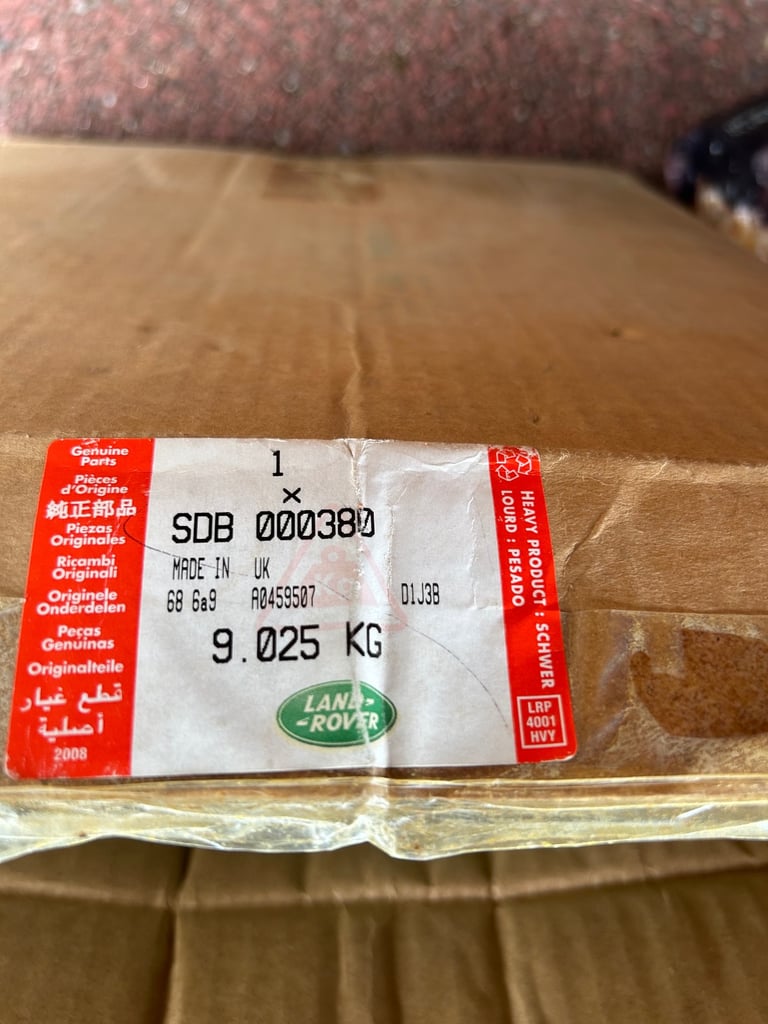 Genuine
Parts
Pièces
d'Origine
純正部品
Piezas
Originales
Ricambi
Originali
Originele
Onderdelen
Peças
Genuinas
Originalteile
قطع غيار
أصلية
2008
1
×
SDB 000380
MADE IN UK
68 6a9 A0459507 D1J3B
9.025 KG
LAND-
-ROVER
HEAVY PRODUCT : SCHWER
LOURD : PESADO
LRP
4001
HVY